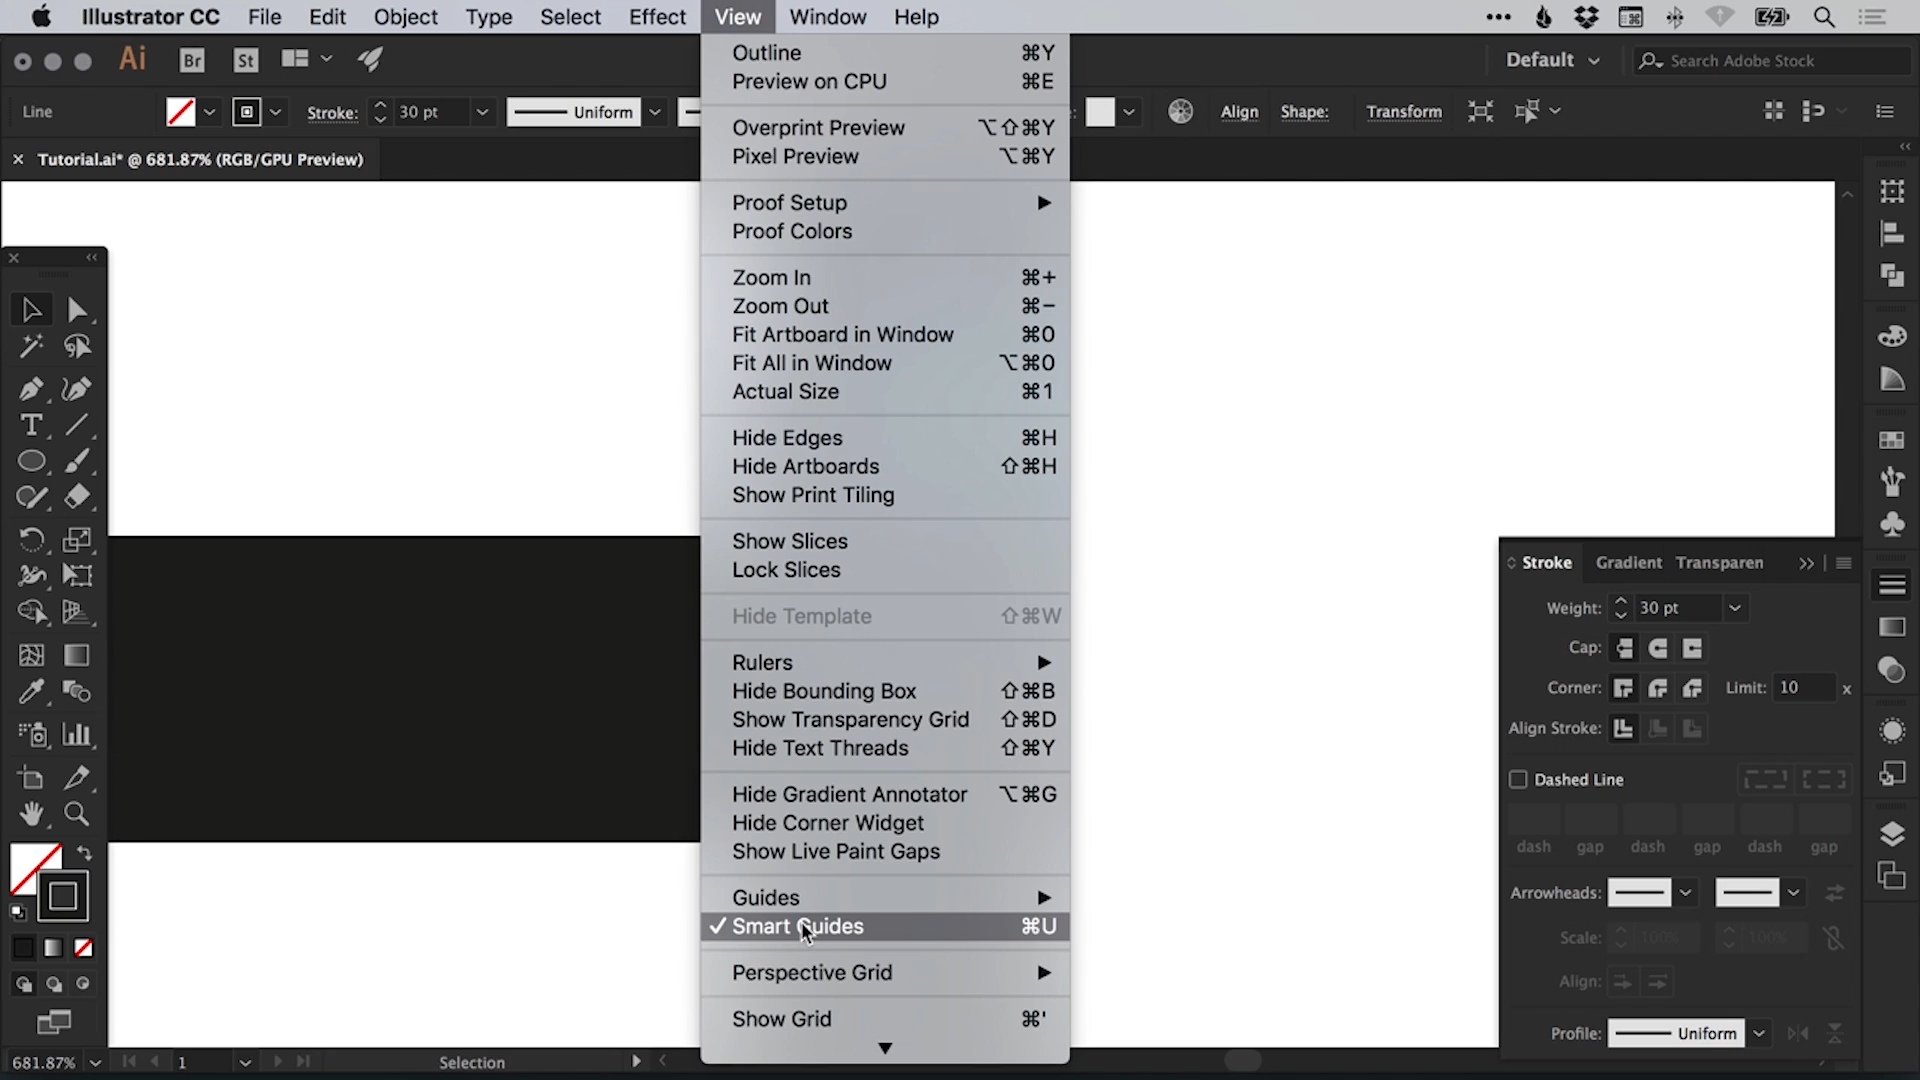 Illustrator CC File Edit Object Type Select Effect View Window Help
Ai Br St Default Search Adobe Stock
Line Stroke: 30 pt Uniform Align Shape: Transform
× Tutorial.ai* @ 681.87% (RGB/GPU Preview)
Outline ⌘Y
Preview on CPU ⌘E
Overprint Preview ⌥⇧⌘Y
Pixel Preview ⌥⌘Y
Proof Setup ▶
Proof Colors
Zoom In ⌘+
Zoom Out ⌘−
Fit Artboard in Window ⌘0
Fit All in Window ⌥⌘0
Actual Size ⌘1
Hide Edges ⌘H
Hide Artboards ⇧⌘H
Show Print Tiling
Show Slices
Lock Slices
Hide Template ⇧⌘W
Rulers ▶
Hide Bounding Box ⇧⌘B
Show Transparency Grid ⇧⌘D
Hide Text Threads ⇧⌘Y
Hide Gradient Annotator ⌥⌘G
Hide Corner Widget
Show Live Paint Gaps
Guides ▶
✓ Smart Guides ⌘U
Perspective Grid ▶
Show Grid ⌘'
Stroke Gradient Transparen
Weight: 30 pt
Cap:
Corner: Limit: 10 x
Align Stroke:
Dashed Line
dash gap dash gap dash gap
Arrowheads:
Scale: 100% 100%
Align:
Profile: Uniform
681.87% 1 Selection